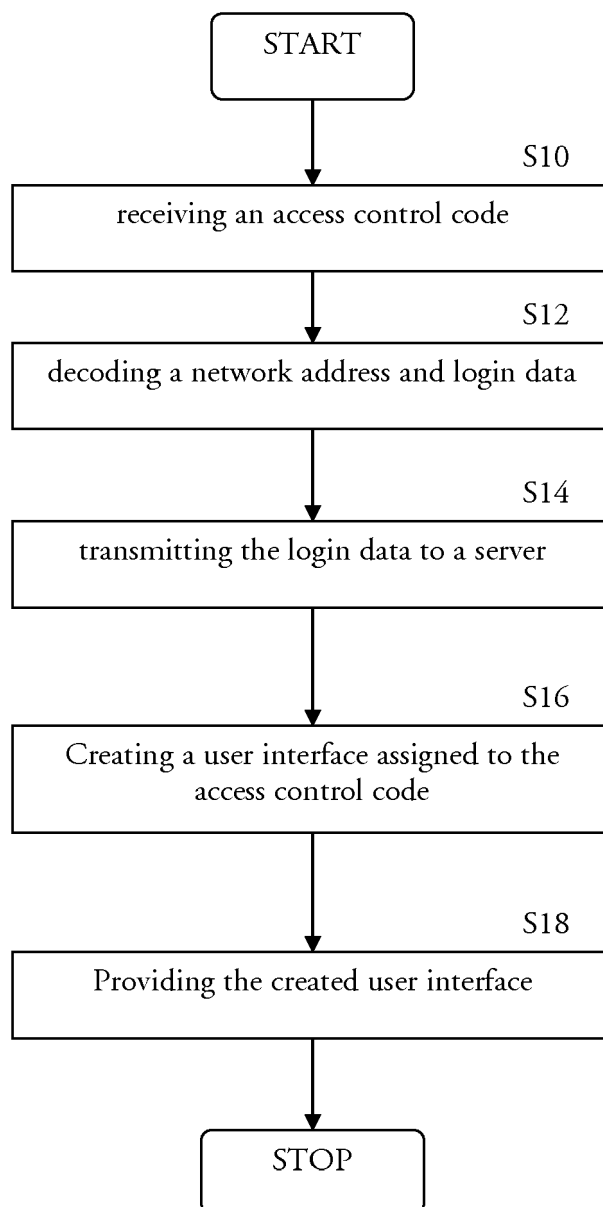 START
S10
receiving an access control code
S12
decoding a network address and login data
S14
transmitting the login data to a server
S16
Creating a user interface assigned to the
access control code
S18
Providing the created user interface
STOP